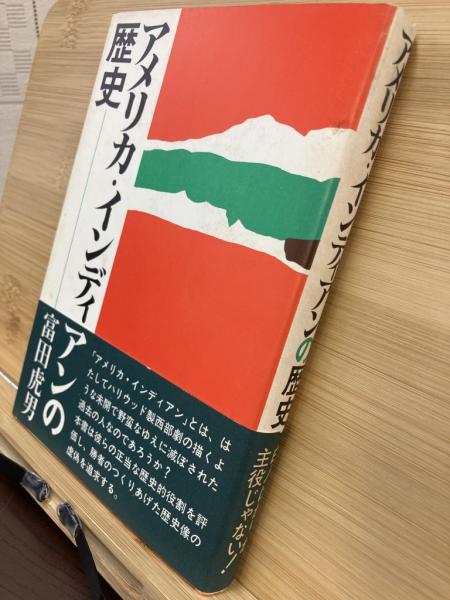 アメリカ・インディアンの
歴史
富田虎男
「アメリカ・インディアン」とは、は
たしてハリウッド製西部劇の描くよ
うな未開で野蛮なゆえに滅ぼされた
過去の人なのであろうか?
本書は彼らの正当な歴史的役割を評
価し、勝者のつくりあげた歴史像の
虚偽を追求する。
アメリカ・インディアンの歴史
主役じゃない!